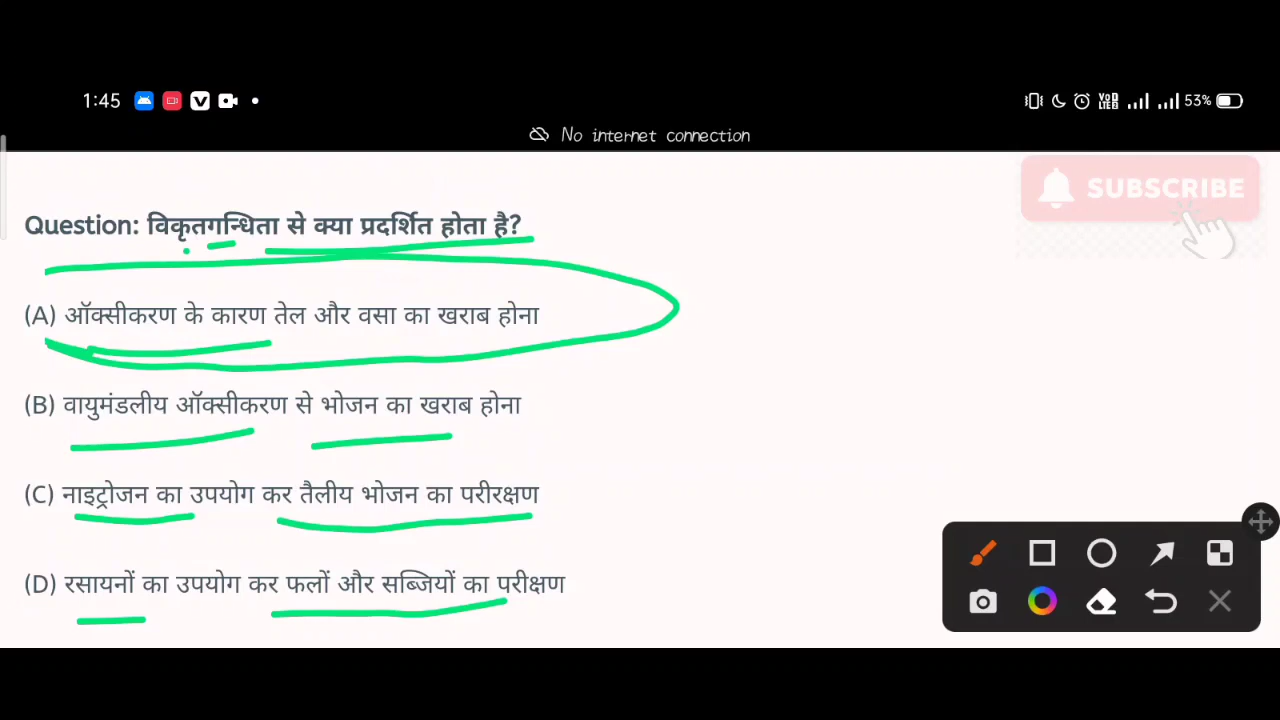 1:45 VoD LTE 53%
No internet connection
SUBSCRIBE
Question: विकृतगन्धिता से क्या प्रदर्शित होता है?
(A) ऑक्सीकरण के कारण तेल और वसा का खराब होना
(B) वायुमंडलीय ऑक्सीकरण से भोजन का खराब होना
(C) नाइट्रोजन का उपयोग कर तैलीय भोजन का परीरक्षण
(D) रसायनों का उपयोग कर फलों और सब्जियों का परीक्षण